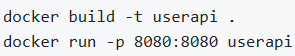 docker build -t userapi .
docker run -p 8080:8080 userapi